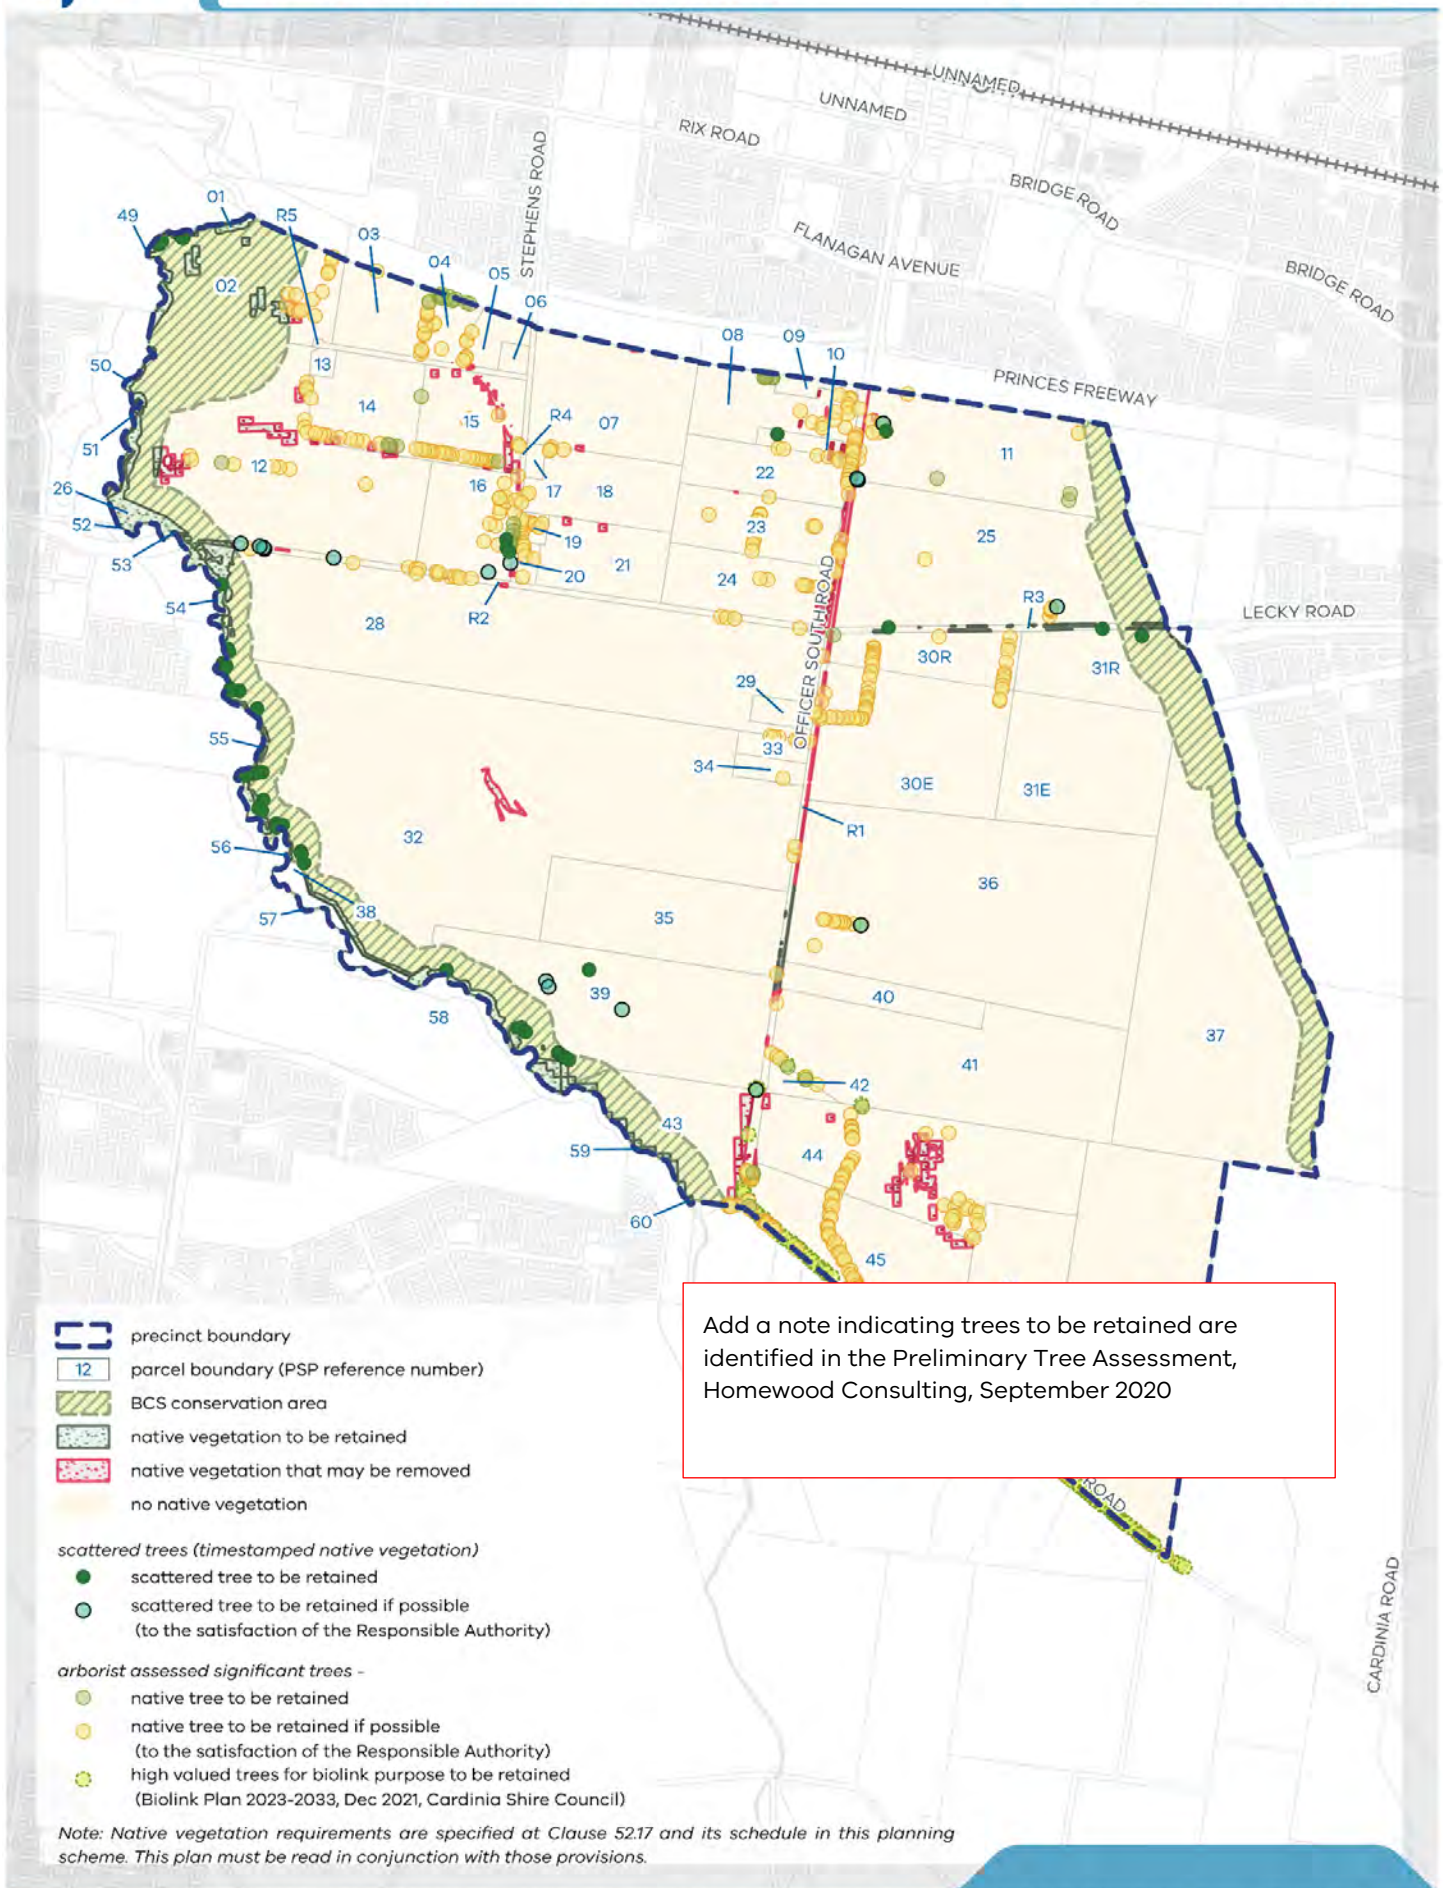 UNNAMED
UNNAMED
RIX ROAD
STEPHENS ROAD
BRIDGE ROAD
FLANAGAN AVENUE
BRIDGE ROAD
PRINCES FREEWAY
01
49
R5
03
04
05
06
02
08
09
10
50
13
14
15
R4
07
11
51
12
16
17
18
22
26
52
53
19
23
25
20
21
24
54
R2
28
OFFICER SOUTH ROAD
R3
LECKY ROAD
30R
31R
29
55
33
34
30E
31E
32
R1
56
36
38
57
35
39
40
58
37
41
42
43
44
59
60
45
Add a note indicating trees to be retained are
identified in the Preliminary Tree Assessment,
Homewood Consulting, September 2020
ROAD
CARDINIA ROAD
precinct boundary
12 parcel boundary (PSP reference number)
BCS conservation area
native vegetation to be retained
native vegetation that may be removed
no native vegetation
scattered trees (timestamped native vegetation)
scattered tree to be retained
scattered tree to be retained if possible
(to the satisfaction of the Responsible Authority)
arborist assessed significant trees -
native tree to be retained
native tree to be retained if possible
(to the satisfaction of the Responsible Authority)
high valued trees for biolink purpose to be retained
(Biolink Plan 2023-2033, Dec 2021, Cardinia Shire Council)
Note: Native vegetation requirements are specified at Clause 52.17 and its schedule in this planning
scheme. This plan must be read in conjunction with those provisions.